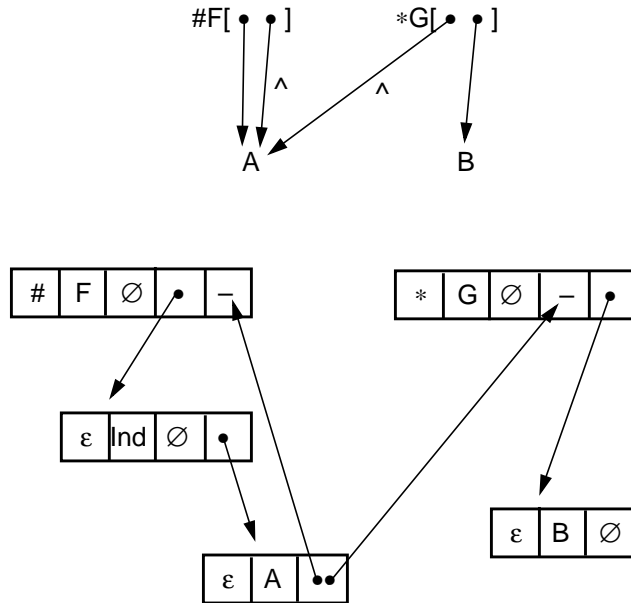 #F[ • • ] *G[ • • ]
^ ^
A B
# F ∅ • – * G ∅ – •
ε Ind ∅ •
ε B ∅
ε A ••